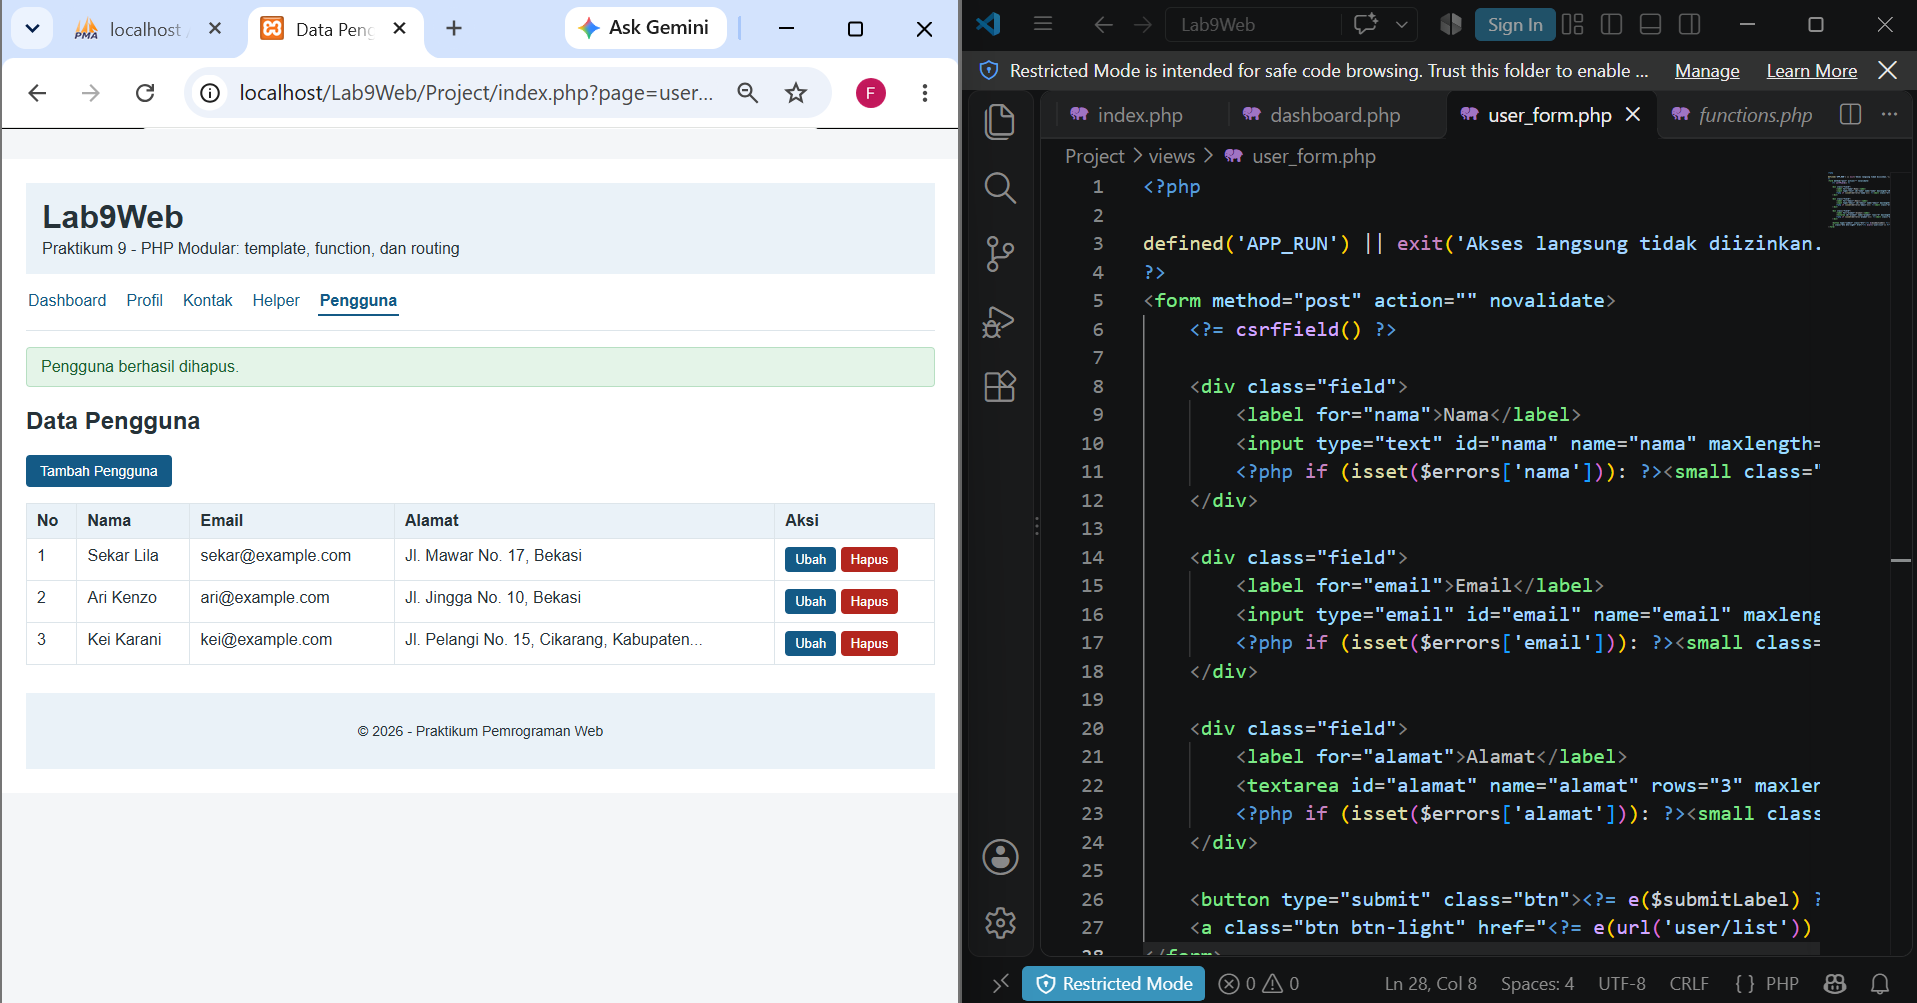 localhost /
Data Peng
Ask Gemini
localhost/Lab9Web/Project/index.php?page=user...
F
Lab9Web
Praktikum 9 - PHP Modular: template, function, dan routing
Dashboard Profil Kontak Helper Pengguna
Pengguna berhasil dihapus.
Data Pengguna
Tambah Pengguna
No Nama Email Alamat Aksi
1 Sekar Lila sekar@example.com Jl. Mawar No. 17, Bekasi Ubah Hapus
2 Ari Kenzo ari@example.com Jl. Jingga No. 10, Bekasi Ubah Hapus
3 Kei Karani kei@example.com Jl. Pelangi No. 15, Cikarang, Kabupaten... Ubah Hapus
© 2026 - Praktikum Pemrograman Web
Lab9Web
Sign In
Restricted Mode is intended for safe code browsing. Trust this folder to enable ... Manage Learn More
index.php dashboard.php user_form.php functions.php
Project > views > user_form.php
1 <?php
2
3 defined('APP_RUN') || exit('Akses langsung tidak diizinkan.
4 ?>
5 <form method="post" action="" novalidate>
6 <?= csrfField() ?>
7
8 <div class="field">
9 <label for="nama">Nama</label>
10 <input type="text" id="nama" name="nama" maxlength=
11 <?php if (isset($errors['nama'])): ?><small class="
12 </div>
13
14 <div class="field">
15 <label for="email">Email</label>
16 <input type="email" id="email" name="email" maxleng
17 <?php if (isset($errors['email'])): ?><small class=
18 </div>
19
20 <div class="field">
21 <label for="alamat">Alamat</label>
22 <textarea id="alamat" name="alamat" rows="3" maxlen
23 <?php if (isset($errors['alamat'])): ?><small class
24 </div>
25
26 <button type="submit" class="btn"><?= e($submitLabel) ?
27 <a class="btn btn-light" href="<?= e(url('user/list'))
28 </form>
Restricted Mode 0 0 Ln 28, Col 8 Spaces: 4 UTF-8 CRLF { } PHP